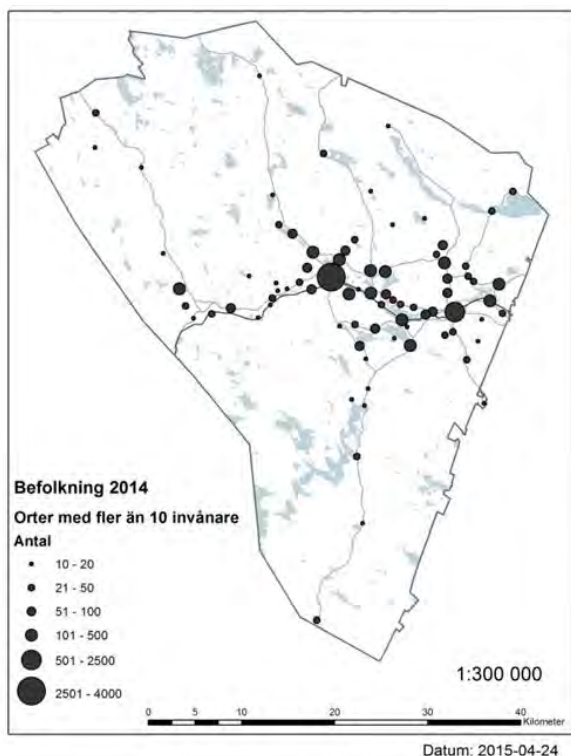 Befolkning 2014
Orter med fler än 10 invånare
Antal
10 - 20
21 - 50
51 - 100
101 - 500
501 - 2500
2501 - 4000
1:300 000
0 10 20 30 40
Kilometer
Datum: 2015-04-24